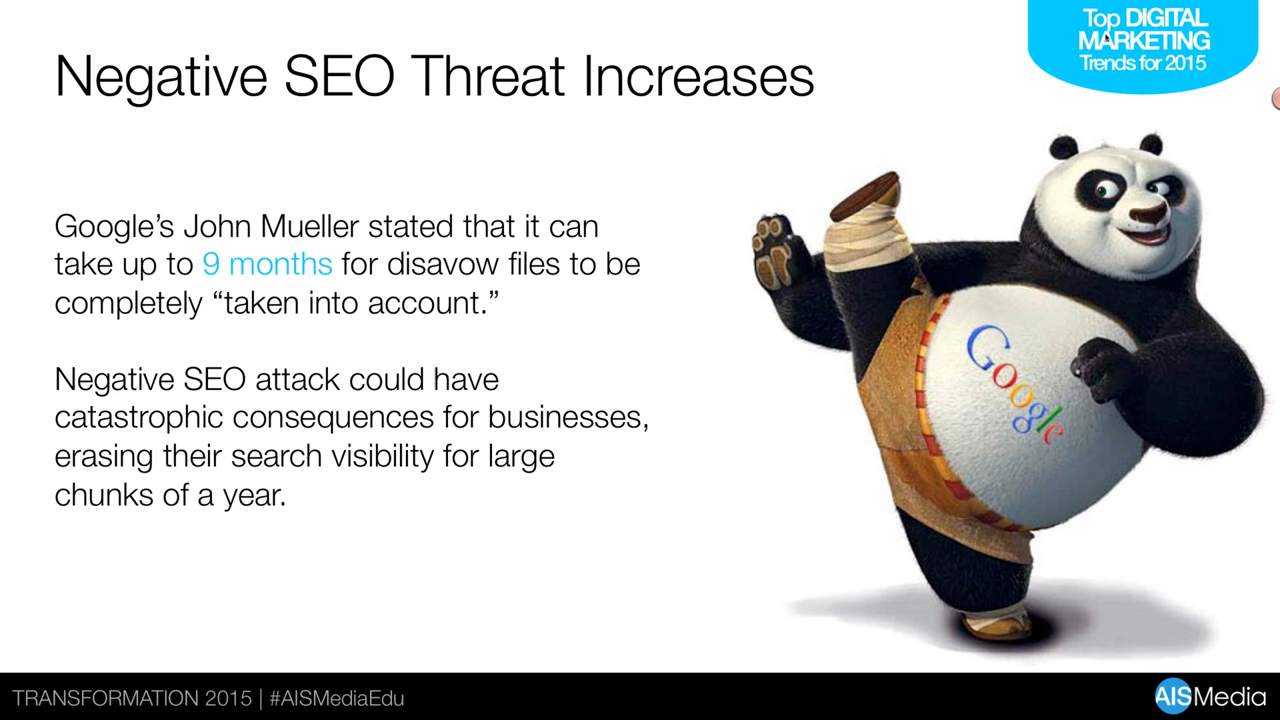 Top DIGITAL
MARKETING
Trends for 2015
Negative SEO Threat Increases
Google’s John Mueller stated that it can
take up to 9 months for disavow files to be
completely “taken into account.”
Negative SEO attack could have
catastrophic consequences for businesses,
erasing their search visibility for large
chunks of a year.
Google
TRANSFORMATION 2015 | #AISMediaEdu
AISMedia